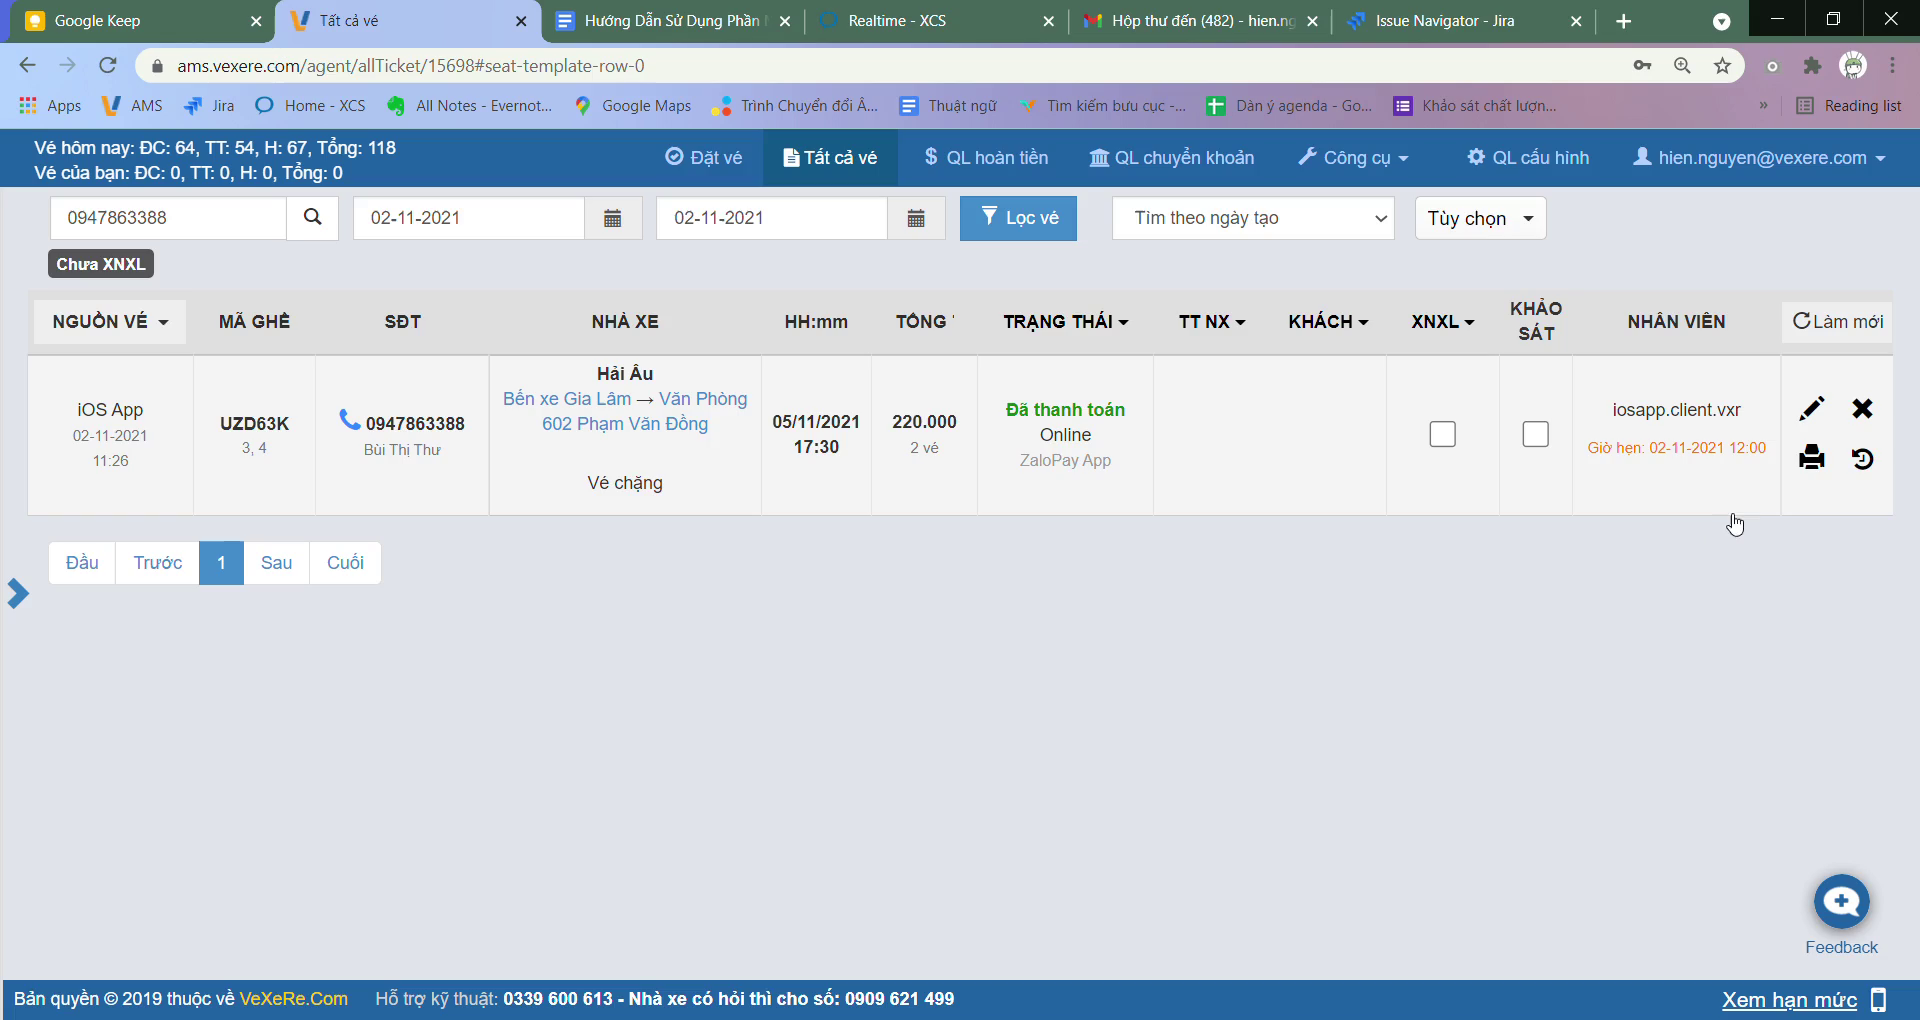 Google Keep
Tất cả vé
Hướng Dẫn Sử Dụng Phần
Realtime - XCS
Hộp thư đến (482) - hien.ng
Issue Navigator - Jira
ams.vexere.com/agent/allTicket/15698#seat-template-row-0
Apps
AMS
Jira
Home - XCS
All Notes - Evernot...
Google Maps
Trình Chuyển đổi Â...
Thuật ngữ
Tìm kiếm bưu cục -...
Dàn ý agenda - Go...
Khảo sát chất lượn...
»
Reading list
Vé hôm nay: ĐC: 64, TT: 54, H: 67, Tổng: 118
Vé của bạn: ĐC: 0, TT: 0, H: 0, Tổng: 0
Đặt vé
Tất cả vé
$ QL hoàn tiền
QL chuyển khoản
Công cụ
QL cấu hình
hien.nguyen@vexere.com
0947863388
02-11-2021
02-11-2021
Lọc vé
Tìm theo ngày tạo
Tùy chọn
Chưa XNXL
NGUỒN VÉ
MÃ GHẾ
SĐT
NHÀ XE
HH:mm
TỔNG
TRẠNG THÁI
TT NX
KHÁCH
XNXL
KHẢO
SÁT
NHÂN VIÊN
Làm mới
iOS App
02-11-2021
11:26
UZD63K
3, 4
0947863388
Bùi Thị Thư
Hải Âu
Bến xe Gia Lâm → Văn Phòng
602 Phạm Văn Đồng
Vé chặng
05/11/2021
17:30
220.000
2 vé
Đã thanh toán
Online
ZaloPay App
iosapp.client.vxr
Giờ hẹn: 02-11-2021 12:00
Đầu
Trước
1
Sau
Cuối
Feedback
Bản quyền © 2019 thuộc về VeXeRe.Com
Hỗ trợ kỹ thuật: 0339 600 613 - Nhà xe có hỏi thì cho số: 0909 621 499
Xem hạn mức